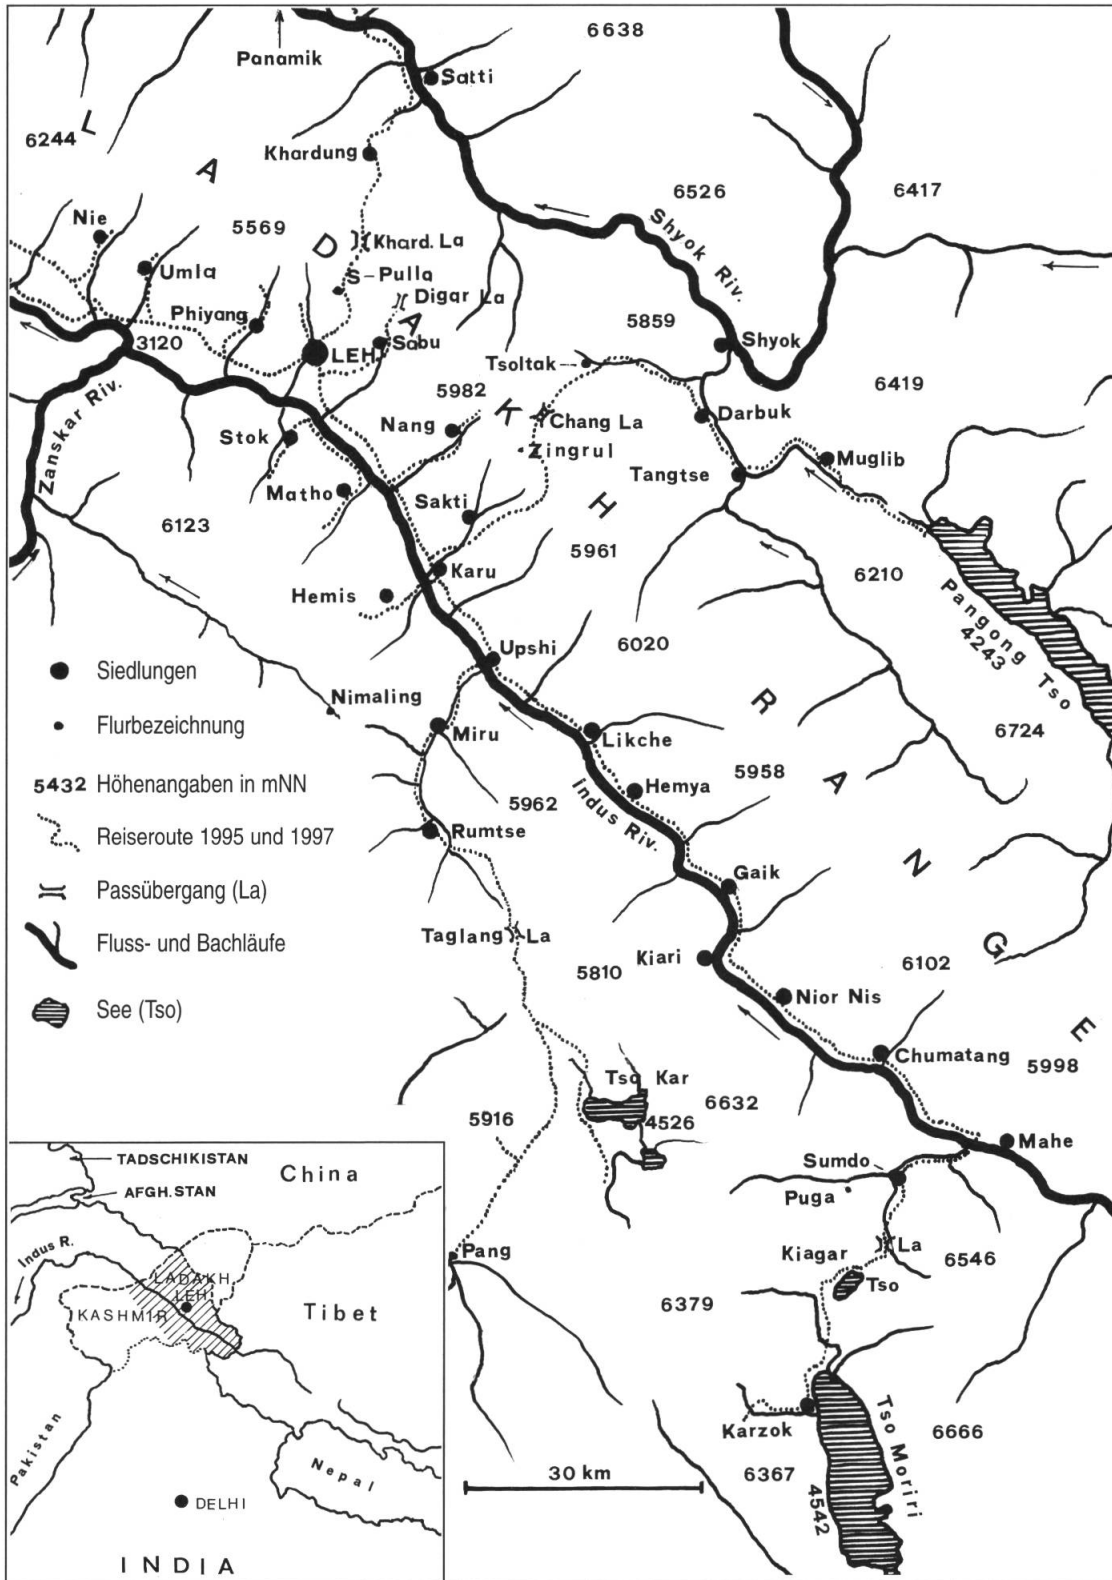 6638
Panamik
Satti
L
6244
Khardung
A
6526
6417
Nie
5569
D
Khard. La
Shyok Riv.
Umla
S-Pulla
Digar La
Phiyang
A
5859
3120
LEH
Sabu
Shyok
Tsoltak
6419
Zanskar Riv.
5982
K
Chang La
Darbuk
Stok
Nang
Zingrul
Muglib
Tangtse
Matho
Sakti
H
6123
5961
Karu
6210
Hemis
Pangong Tso
4243
6020
Upshi
Siedlungen
Nimaling
R
Flurbezeichnung
Miru
Likche
6724
5432 Höhenangaben in mNN
5962
Hemya
5958
A
Indus Riv.
Reiseroute 1995 und 1997
Rumtse
N
Passübergang (La)
Gaik
Taglang La
G
Fluss- und Bachläufe
Kiari
5810
6102
Nior Nis
See (Tso)
E
Chumatang
5998
Tso Kar
6632
4526
5916
Mahe
Sumdo
Puga
TADSCHIKISTAN
China
AFGH.STAN
Indus R.
Pang
Kiagar La
6546
Tso
LADAKH
LEH
KASHMIR
Tibet
6379
Karzok
Tso Moriri
6666
Pakistan
Nepal
30 km
6367
4542
DELHI
INDIA